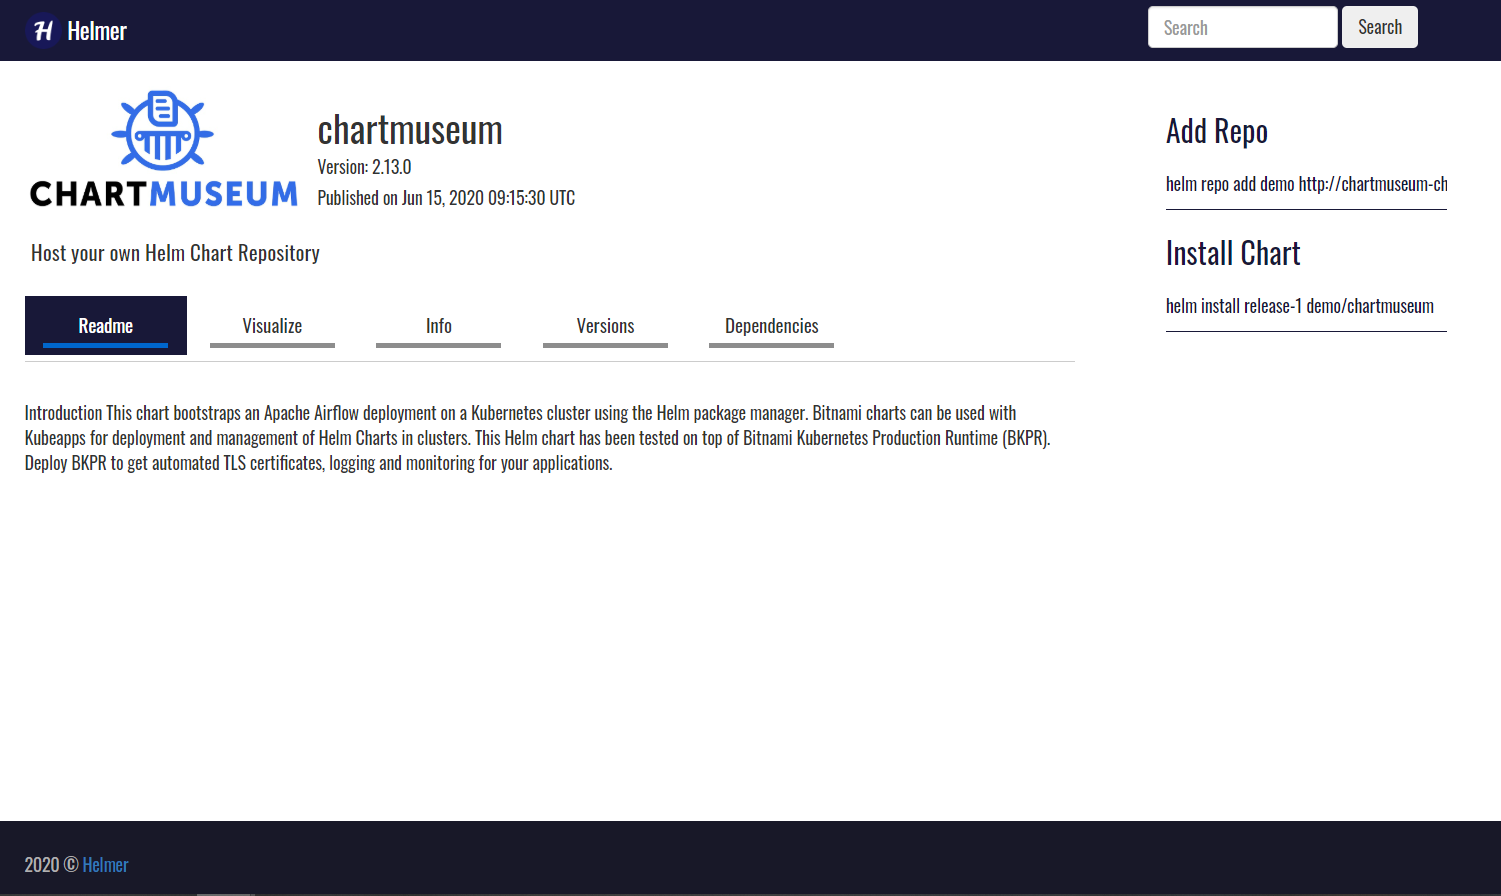 H Helmer
Search
Search
CHARTMUSEUM
chartmuseum
Version: 2.13.0
Published on Jun 15, 2020 09:15:30 UTC
Host your own Helm Chart Repository
Readme
Visualize
Info
Versions
Dependencies
Introduction This chart bootstraps an Apache Airflow deployment on a Kubernetes cluster using the Helm package manager. Bitnami charts can be used with
Kubeapps for deployment and management of Helm Charts in clusters. This Helm chart has been tested on top of Bitnami Kubernetes Production Runtime (BKPR).
Deploy BKPR to get automated TLS certificates, logging and monitoring for your applications.
Add Repo
helm repo add demo http://chartmuseum-ch
Install Chart
helm install release-1 demo/chartmuseum
2020 © Helmer